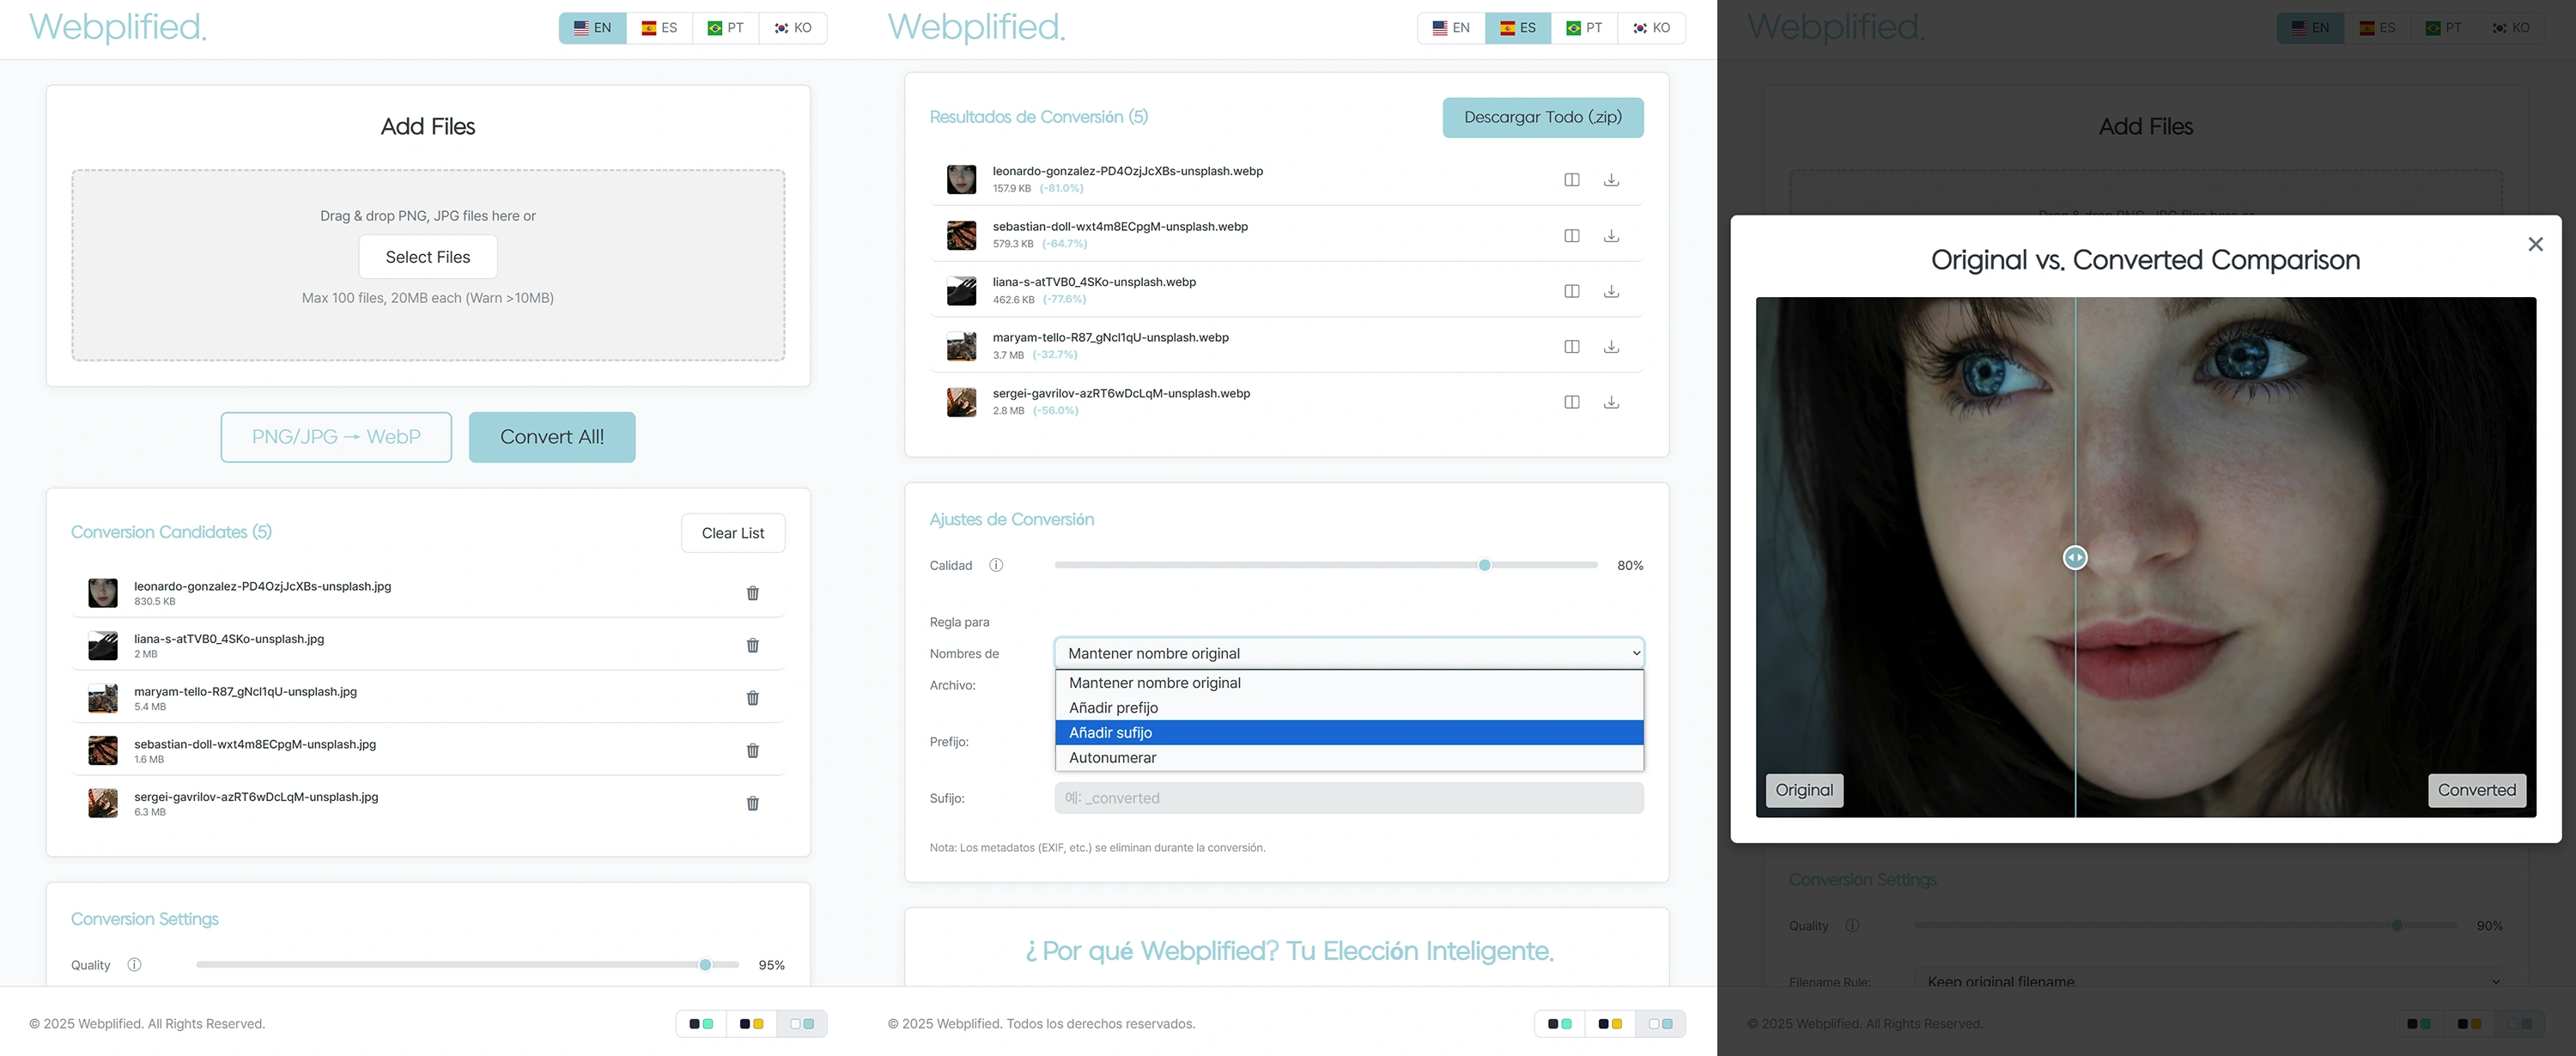 Webplified.
EN ES PT KO
Add Files
Drag & drop PNG, JPG files here or
Select Files
Max 100 files, 20MB each (Warn >10MB)
PNG/JPG → WebP
Convert All!
Conversion Candidates (5)
Clear List
leonardo-gonzalez-PD4OzjJcXBs-unsplash.jpg
830.5 KB
liana-s-atTVB0_4SKo-unsplash.jpg
2 MB
maryam-tello-R87_gNcI1qU-unsplash.jpg
5.4 MB
sebastian-doll-wxt4m8ECpgM-unsplash.jpg
1.6 MB
sergei-gavrilov-azRT6wDcLqM-unsplash.jpg
6.3 MB
Conversion Settings
Quality
95%
© 2025 Webplified. All Rights Reserved.
Webplified.
EN ES PT KO
Resultados de Conversión (5)
Descargar Todo (.zip)
leonardo-gonzalez-PD4OzjJcXBs-unsplash.webp
157.9 KB (-81.0%)
sebastian-doll-wxt4m8ECpgM-unsplash.webp
579.3 KB (-64.7%)
liana-s-atTVB0_4SKo-unsplash.webp
462.6 KB (-77.6%)
maryam-tello-R87_gNcI1qU-unsplash.webp
3.7 MB (-32.7%)
sergei-gavrilov-azRT6wDcLqM-unsplash.webp
2.8 MB (-56.0%)
Ajustes de Conversión
Calidad
80%
Regla para
Nombres de
Archivo:
Mantener nombre original
Mantener nombre original
Añadir prefijo
Añadir sufijo
Autonumerar
Prefijo:
Sufijo:
예: _converted
Nota: Los metadatos (EXIF, etc.) se eliminan durante la conversión.
¿Por qué Webplified? Tu Elección Inteligente.
© 2025 Webplified. Todos los derechos reservados.
Webplified.
EN ES PT KO
Add Files
Drag & drop PNG, JPG files here or
Original vs. Converted Comparison
Original
Converted
Conversion Settings
Quality
90%
Filename Rule:
Keep original filename
© 2025 Webplified. All Rights Reserved.